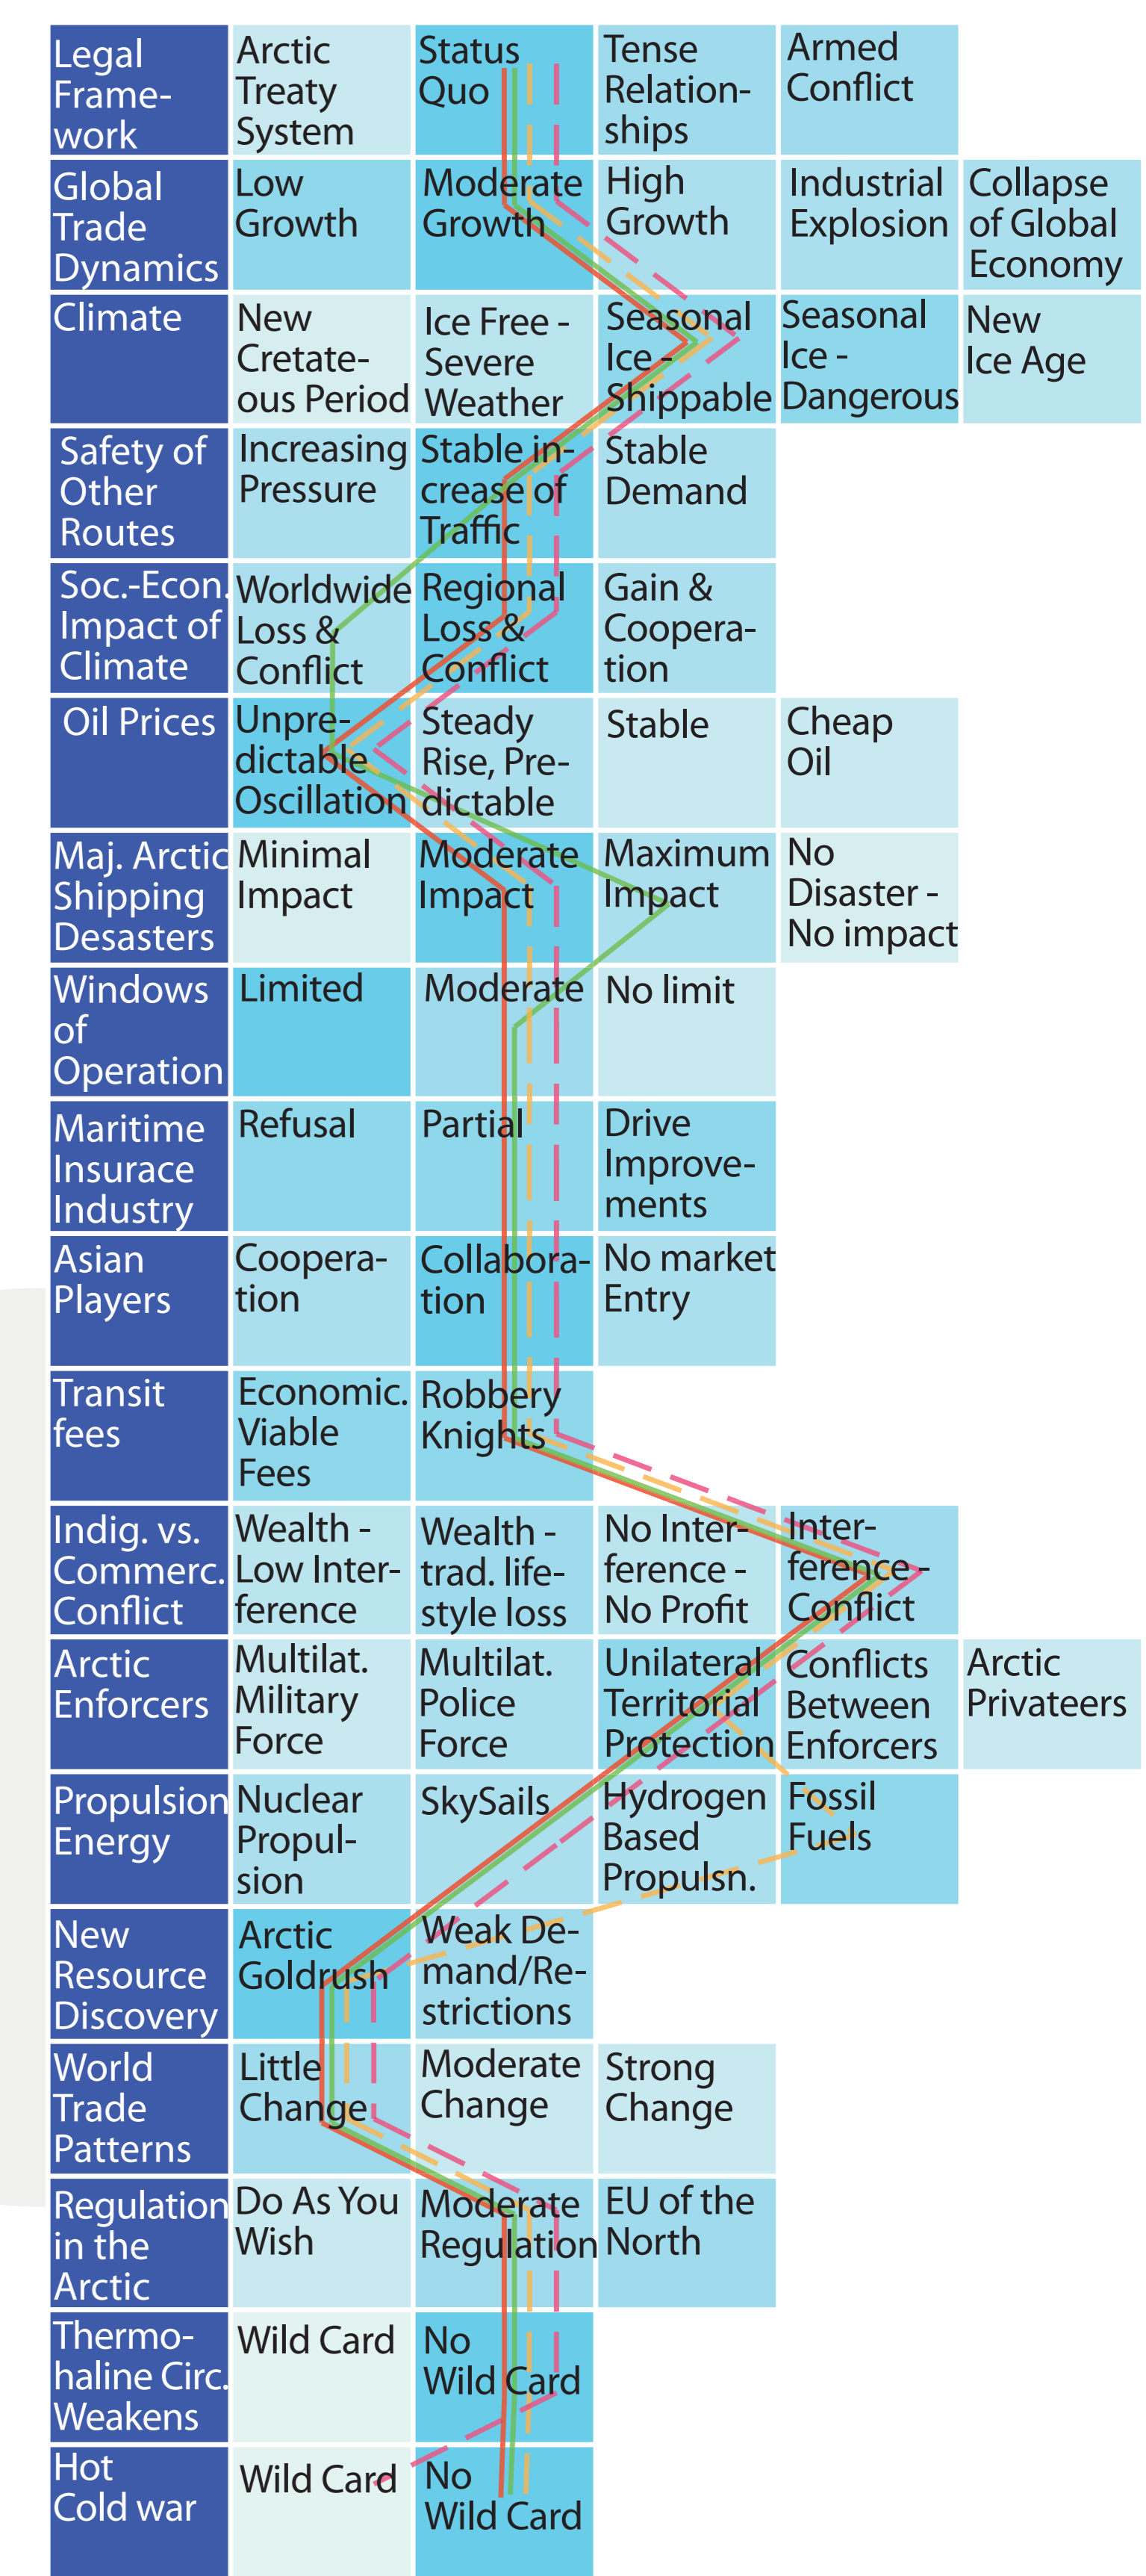 Legal
Frame-
work
Arctic
Treaty
System
Status
Quo
Tense
Relation-
ships
Armed
Conflict
Global
Trade
Dynamics
Low
Growth
Moderate
Growth
High
Growth
Industrial
Explosion
Collapse
of Global
Economy
Climate
New
Cretate-
ous Period
Ice Free -
Severe
Weather
Seasonal
Ice -
Shippable
Seasonal
Ice -
Dangerous
New
Ice Age
Safety of
Other
Routes
Increasing
Pressure
Stable in-
crease of
Traffic
Stable
Demand
Soc.-Econ.
Impact of
Climate
Worldwide
Loss &
Conflict
Regional
Loss &
Conflict
Gain &
Coopera-
tion
Oil Prices
Unpre-
dictable
Oscillation
Steady
Rise, Pre-
dictable
Stable
Cheap
Oil
Maj. Arctic
Shipping
Desasters
Minimal
Impact
Moderate
Impact
Maximum
Impact
No
Disaster -
No impact
Windows
of
Operation
Limited
Moderate
No limit
Maritime
Insurace
Industry
Refusal
Partial
Drive
Improve-
ments
Asian
Players
Coopera-
tion
Collabora-
tion
No market
Entry
Transit
fees
Economic.
Viable
Fees
Robbery
Knights
Indig. vs.
Commerc.
Conflict
Wealth -
Low Inter-
ference
Wealth -
trad. life-
style loss
No Inter-
ference -
No Profit
Inter-
ference -
Conflict
Arctic
Enforcers
Multilat.
Military
Force
Multilat.
Police
Force
Unilateral
Territorial
Protection
Conflicts
Between
Enforcers
Arctic
Privateers
Propulsion
Energy
Nuclear
Propul-
sion
SkySails
Hydrogen
Based
Propulsn.
Fossil
Fuels
New
Resource
Discovery
Arctic
Goldrush
Weak De-
mand/Re-
strictions
World
Trade
Patterns
Little
Change
Moderate
Change
Strong
Change
Regulation
in the
Arctic
Do As You
Wish
Moderate
Regulation
EU of the
North
Thermo-
haline Circ.
Weakens
Wild Card
No
Wild Card
Hot
Cold war
Wild Card
No
Wild Card